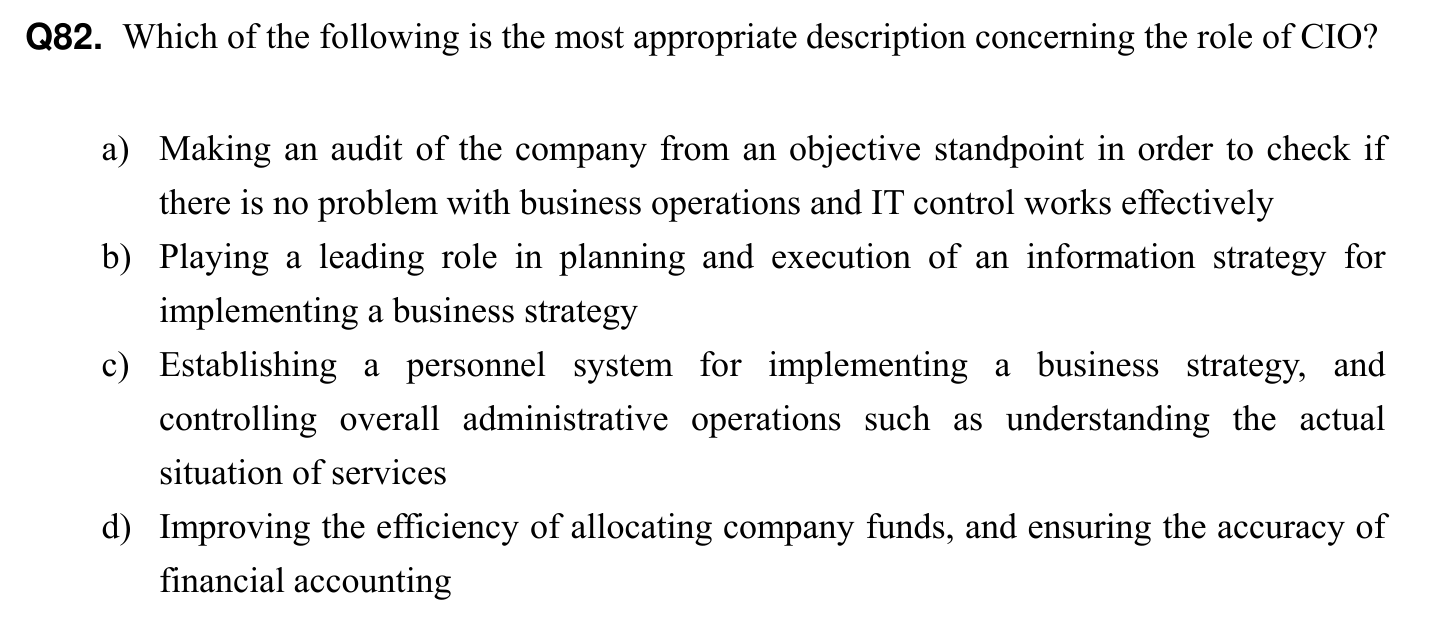 Q82. Which of the following is the most appropriate description concerning the role of CIO?
a) Making an audit of the company from an objective standpoint in order to check if
there is no problem with business operations and IT control works effectively
b) Playing a leading role in planning and execution of an information strategy for
implementing a business strategy
c) Establishing a personnel system for implementing a business strategy, and
controlling overall administrative operations such as understanding the actual
situation of services
d) Improving the efficiency of allocating company funds, and ensuring the accuracy of
financial accounting